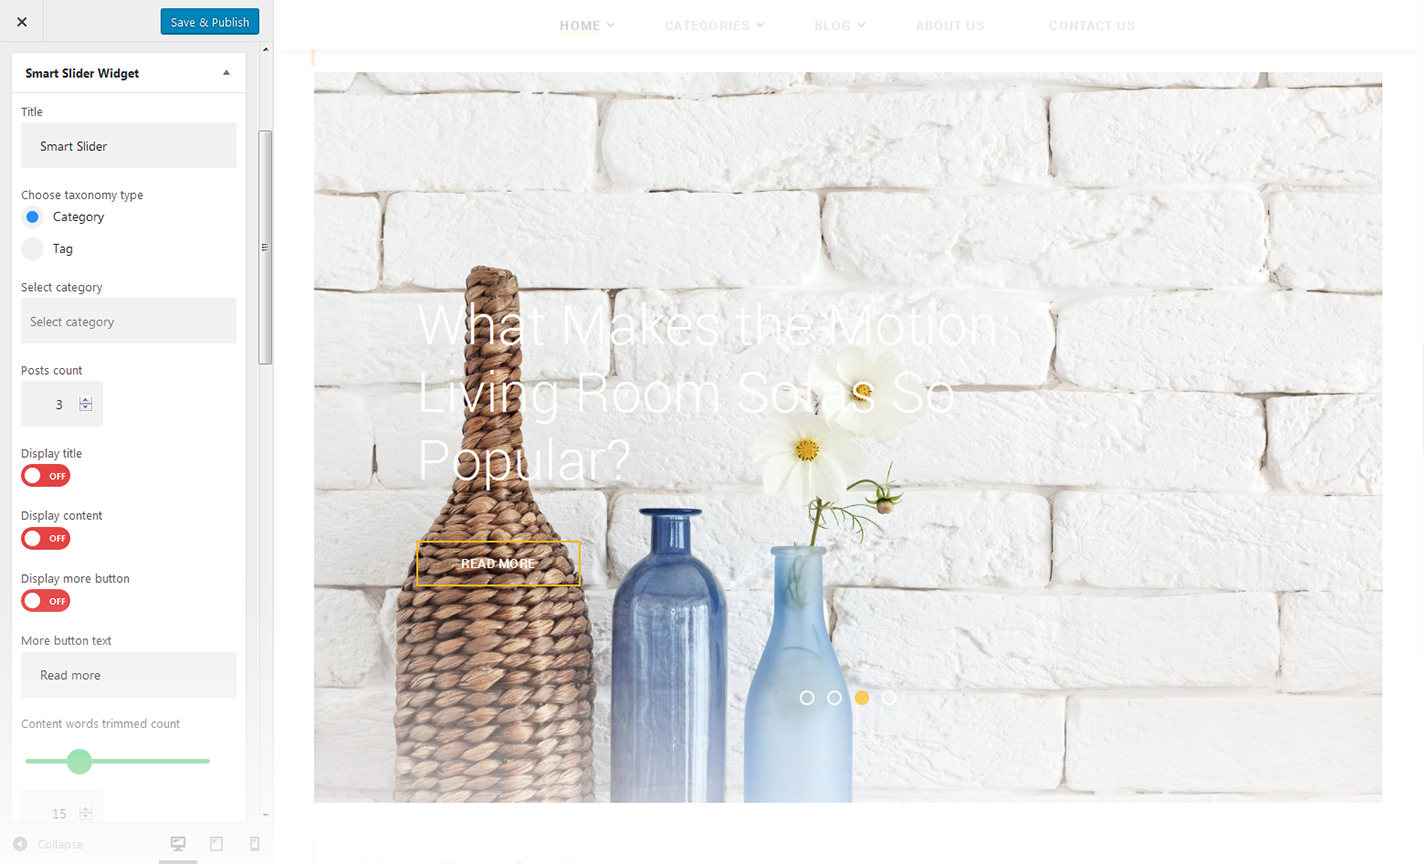 Save & Publish
HOME CATEGORIES BLOG ABOUT US CONTACT US
Smart Slider Widget
Title
Smart Slider
Choose taxonomy type
Category
Tag
Select category
Select category
Posts count
3
Display title
OFF
Display content
OFF
Display more button
OFF
More button text
Read more
Content words trimmed count
15
Collapse
What Makes the Motion
Living Room Sofas So
Popular?
READ MORE